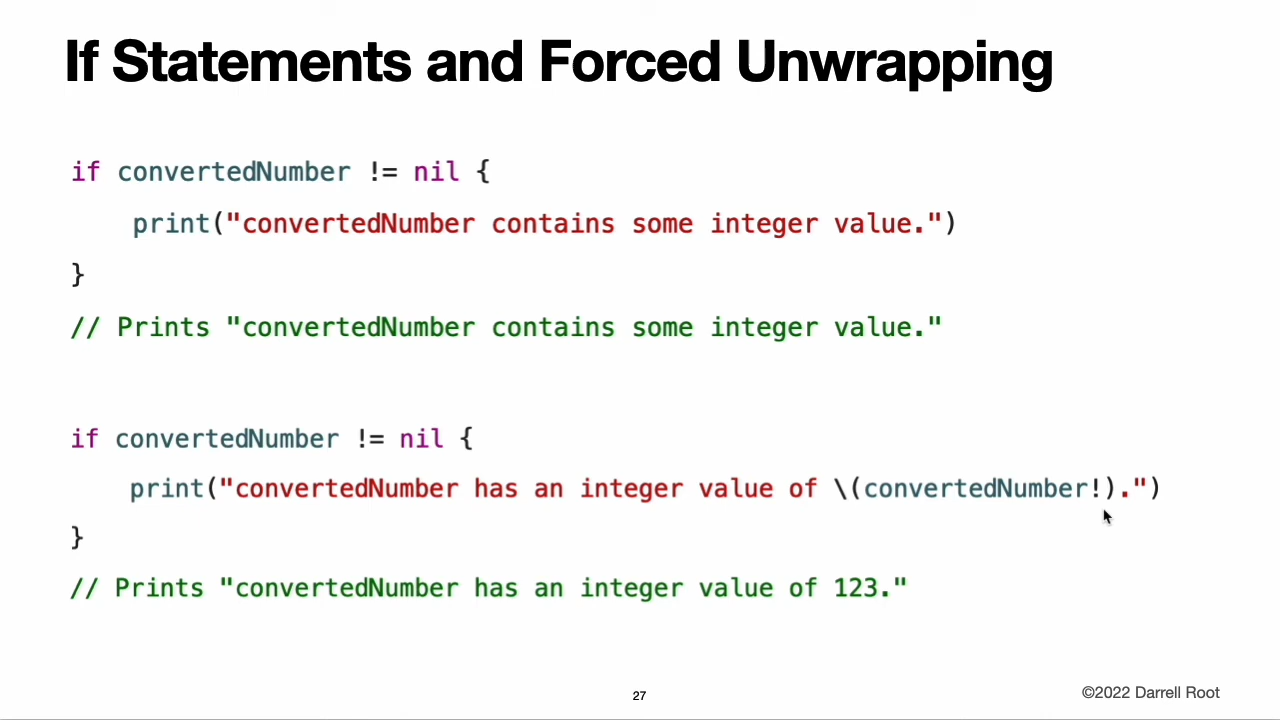 If Statements and Forced Unwrapping
if convertedNumber != nil {
    print("convertedNumber contains some integer value.")
}
// Prints "convertedNumber contains some integer value."
if convertedNumber != nil {
    print("convertedNumber has an integer value of \(convertedNumber!).")
}
// Prints "convertedNumber has an integer value of 123."
27
©2022 Darrell Root